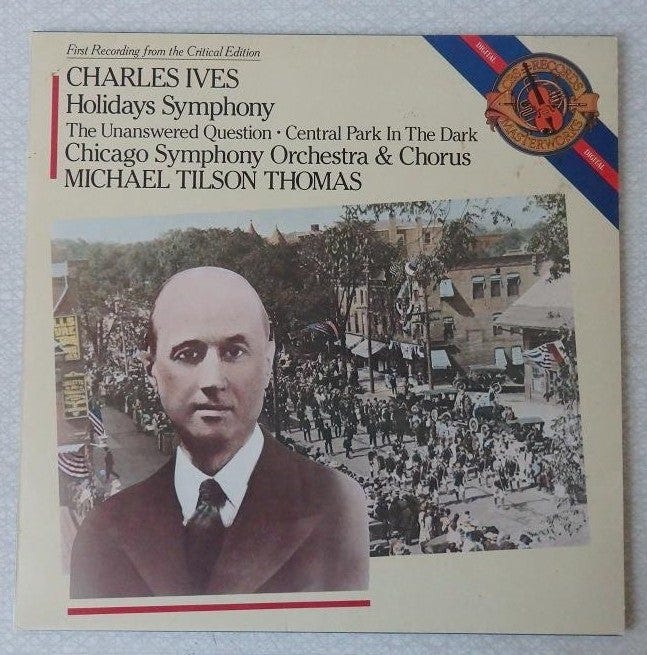 First Recording from the Critical Edition
CHARLES IVES
Holidays Symphony
The Unanswered Question · Central Park In The Dark
Chicago Symphony Orchestra & Chorus
MICHAEL TILSON THOMAS
DIGITAL
CBS RECORDS
MASTERWORKS
DIGITAL